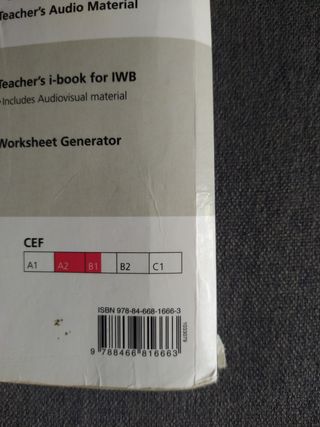 Teacher's Audio Material
Teacher's i-book for IWB
•Includes Audiovisual material
Worksheet Generator
CEF
A1 A2 B1 B2 C1
ISBN 978-84-668-1666-3
1033079
9 788466 816663